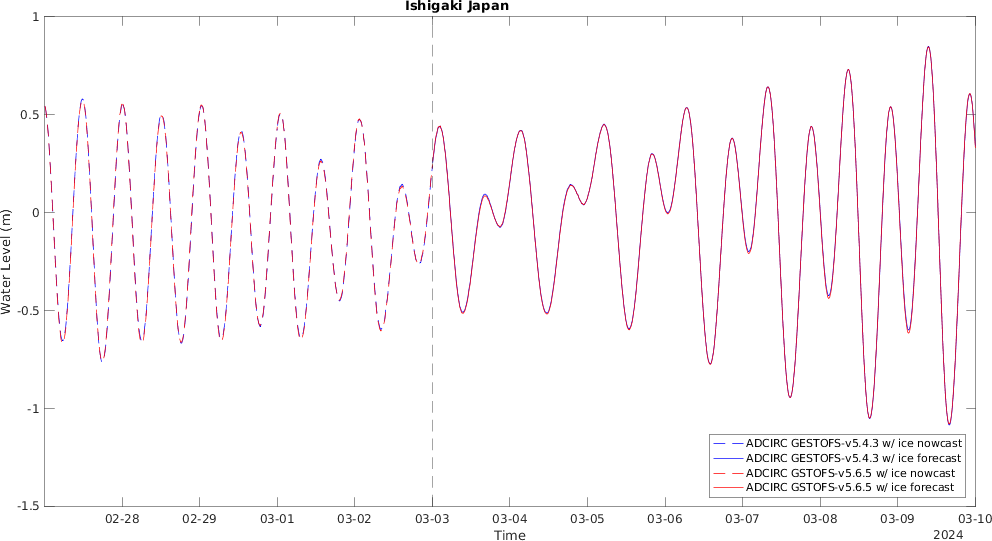 Ishigaki Japan
1
0.5
0
-0.5
-1
-1.5
Water Level (m)
ADCIRC GESTOFS-v5.4.3 w/ ice nowcast
ADCIRC GESTOFS-v5.4.3 w/ ice forecast
ADCIRC GSTOFS-v5.6.5 w/ ice nowcast
ADCIRC GSTOFS-v5.6.5 w/ ice forecast
02-28 02-29 03-01 03-02 03-03 03-04 03-05 03-06 03-07 03-08 03-09 03-10
Time
2024